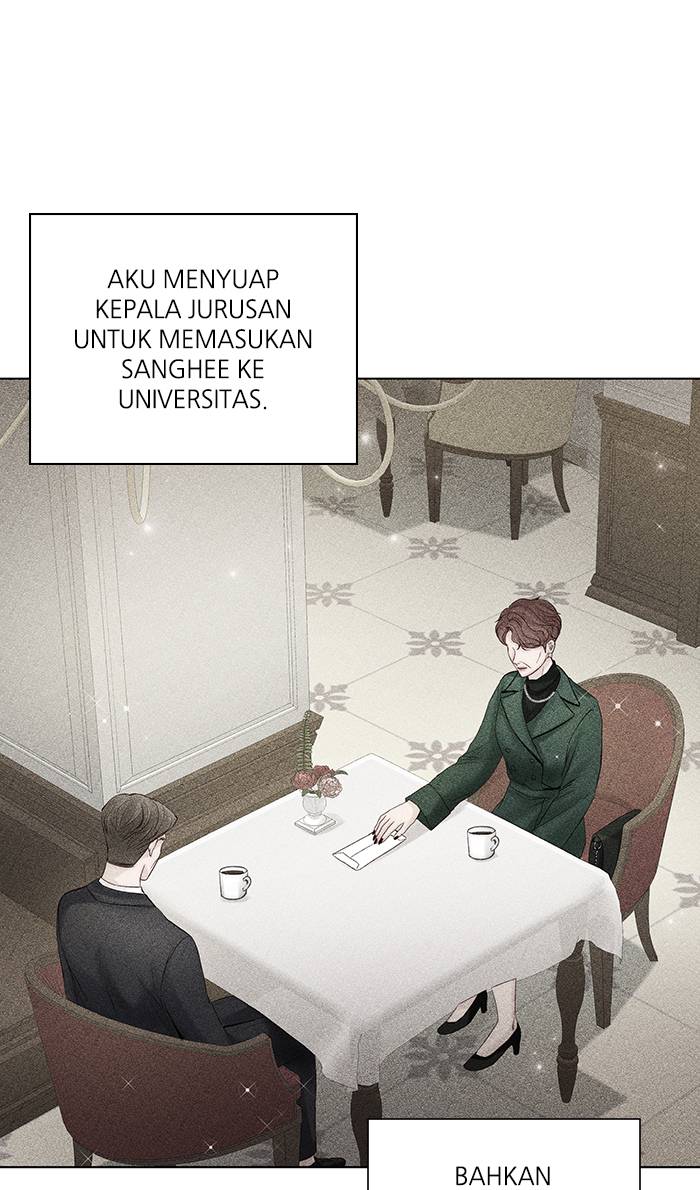 AKU MENYUAP
KEPALA JURUSAN
UNTUK MEMASUKAN
SANGHEE KE
UNIVERSITAS.
BAHKAN